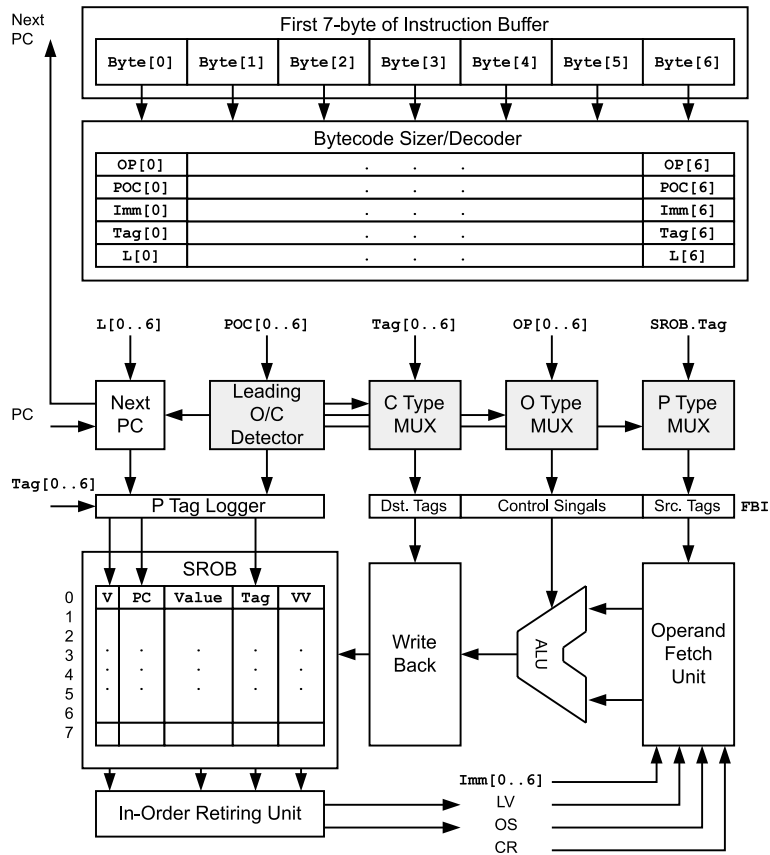 Next
PC
First 7-byte of Instruction Buffer
Byte[0] Byte[1] Byte[2] Byte[3] Byte[4] Byte[5] Byte[6]
Bytecode Sizer/Decoder
OP[0] . . . OP[6]
POC[0] . . . POC[6]
Imm[0] . . . Imm[6]
Tag[0] . . . Tag[6]
L[0] . . . L[6]
L[0..6] POC[0..6] Tag[0..6] OP[0..6] SROB.Tag
PC
Next
PC
Leading
O/C
Detector
C Type
MUX
O Type
MUX
P Type
MUX
Tag[0..6]
P Tag Logger
Dst. Tags Control Singals Src. Tags FBI
SROB
V PC Value Tag VV
0
1
2
3
4
5
6
7
Write
Back
ALU
Operand
Fetch
Unit
In-Order Retiring Unit
Imm[0..6]
LV
OS
CR